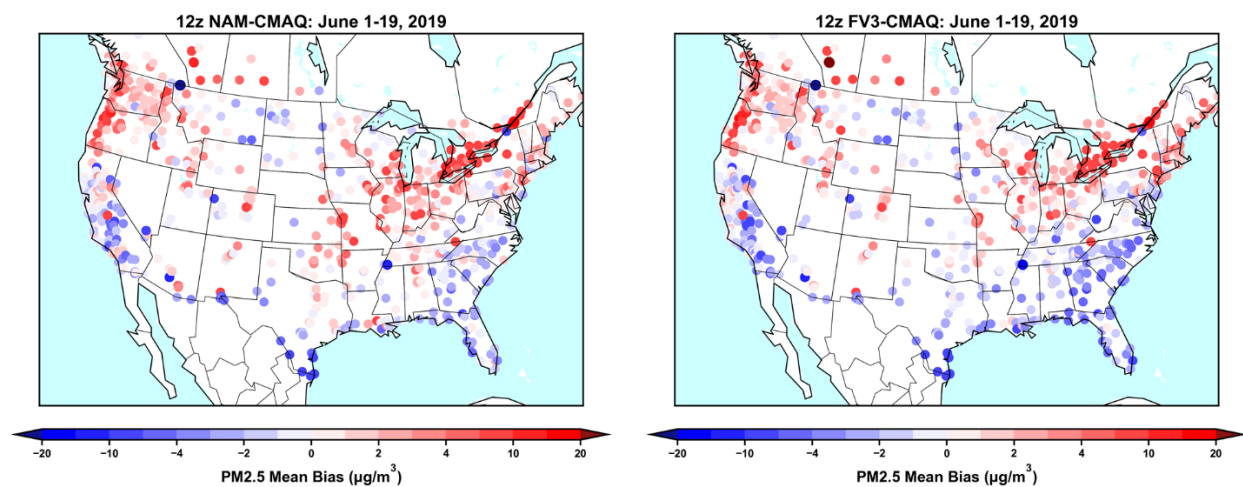 12z NAM-CMAQ: June 1-19, 2019
−20 −10 −4 −2 0 2 4 10 20
PM2.5 Mean Bias (μg/m³)
12z FV3-CMAQ: June 1-19, 2019
−20 −10 −4 −2 0 2 4 10 20
PM2.5 Mean Bias (μg/m³)